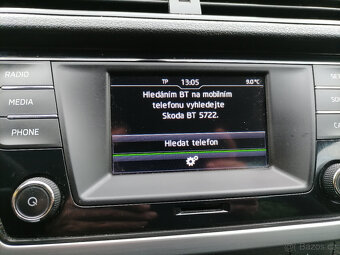 TP 13:05 9.0°C
RADIO
MEDIA
PHONE
Hledáním BT na mobilním
telefonu vyhledejte
Skoda BT 5722.
Hledat telefon